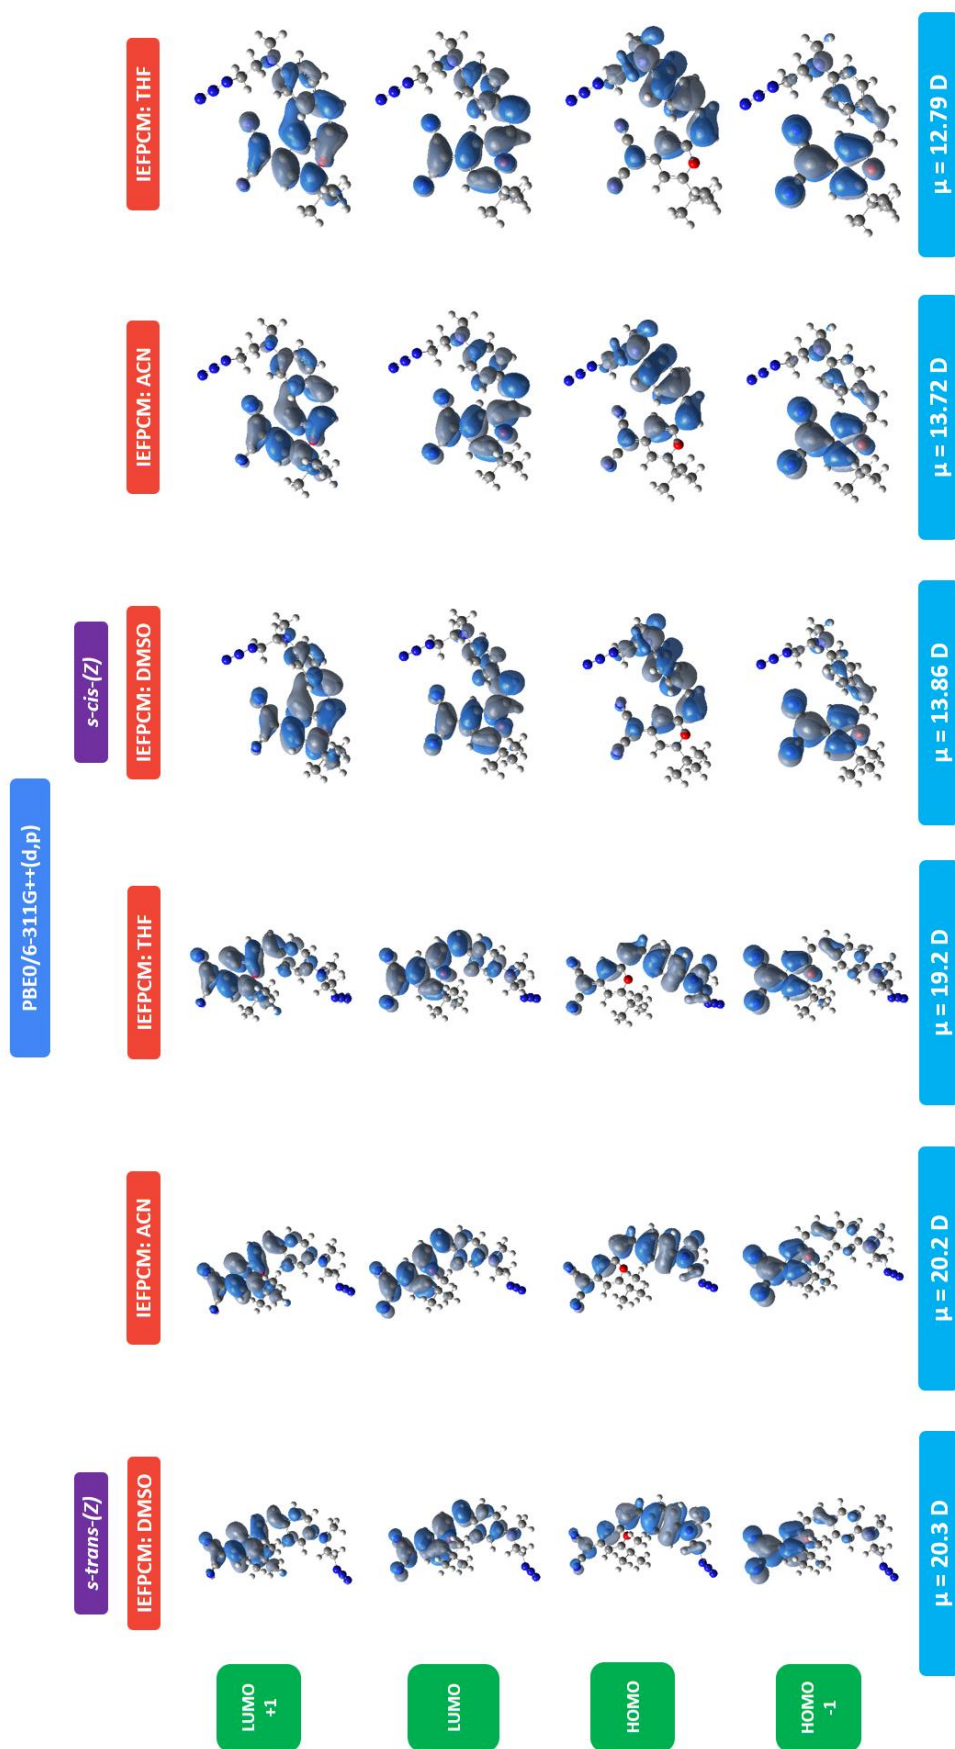 PBE0/6-311G++(d,p)
s-trans-(Z)
s-cis-(Z)
IEFPCM: DMSO
IEFPCM: ACN
IEFPCM: THF
IEFPCM: DMSO
IEFPCM: ACN
IEFPCM: THF
LUMO
+1
LUMO
HOMO
HOMO
-1
μ = 20.3 D
μ = 20.2 D
μ = 19.2 D
μ = 13.86 D
μ = 13.72 D
μ = 12.79 D